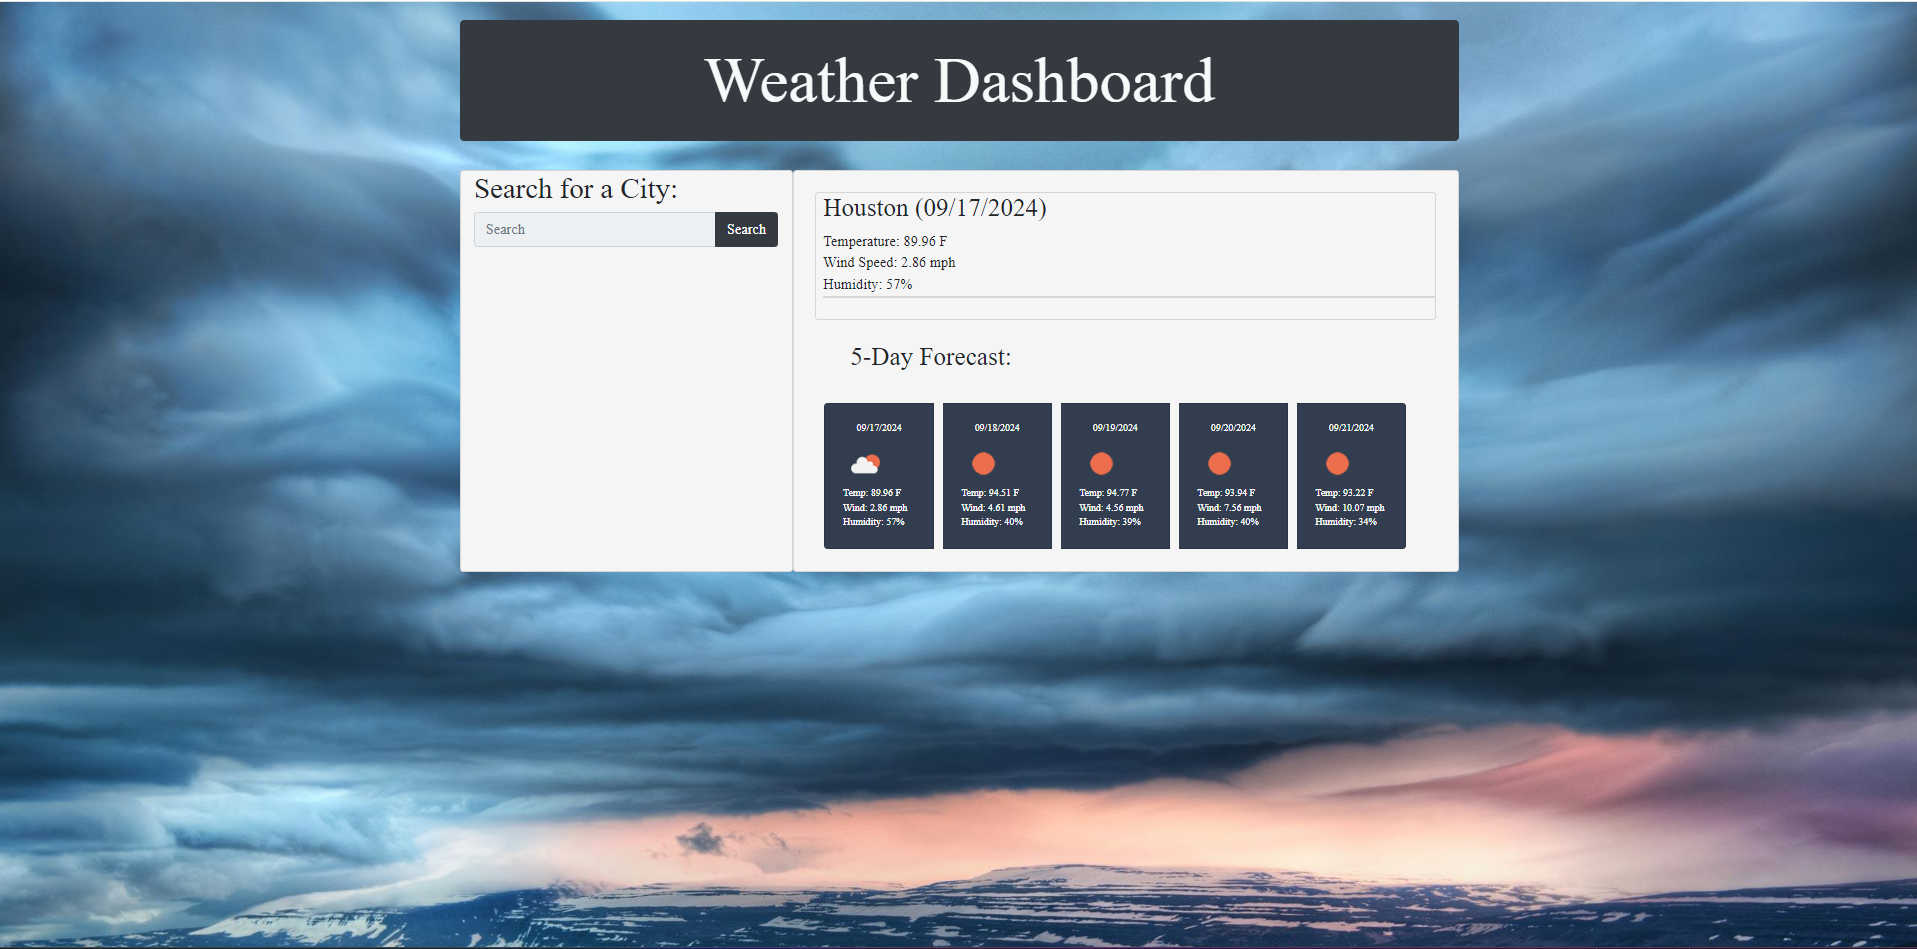 Weather Dashboard
Search for a City:
Search
Search
Houston (09/17/2024)
Temperature: 89.96 F
Wind Speed: 2.86 mph
Humidity: 57%
5-Day Forecast:
09/17/2024
Temp: 89.96 F
Wind: 2.86 mph
Humidity: 57%
09/18/2024
Temp: 94.51 F
Wind: 4.61 mph
Humidity: 40%
09/19/2024
Temp: 94.77 F
Wind: 4.56 mph
Humidity: 39%
09/20/2024
Temp: 93.94 F
Wind: 7.56 mph
Humidity: 40%
09/21/2024
Temp: 93.22 F
Wind: 10.07 mph
Humidity: 34%